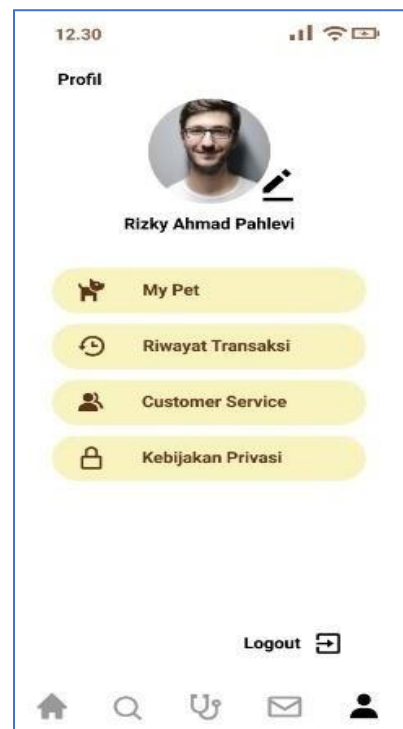 12.30
Profil
Rizky Ahmad Pahlevi
My Pet
Riwayat Transaksi
Customer Service
Kebijakan Privasi
Logout